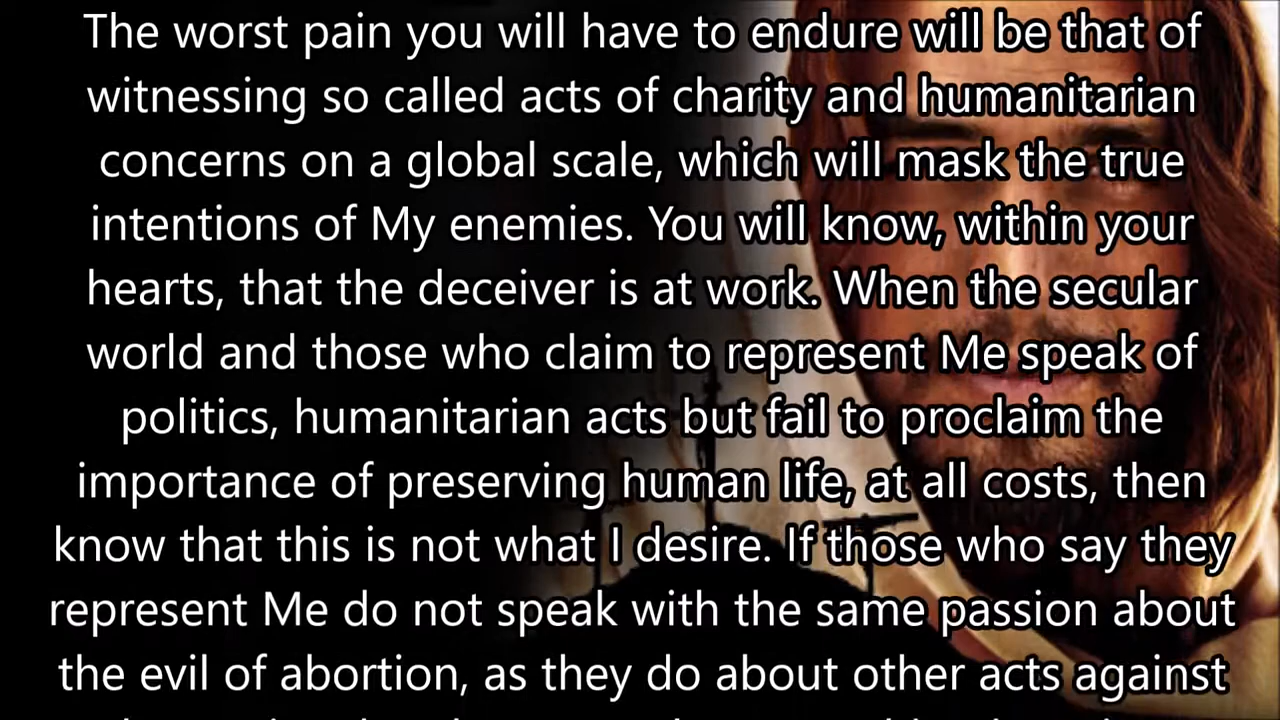 The worst pain you will have to endure will be that of
witnessing so called acts of charity and humanitarian
concerns on a global scale, which will mask the true
intentions of My enemies. You will know, within your
hearts, that the deceiver is at work. When the secular
world and those who claim to represent Me speak of
politics, humanitarian acts but fail to proclaim the
importance of preserving human life, at all costs, then
know that this is not what I desire. If those who say they
represent Me do not speak with the same passion about
the evil of abortion, as they do about other acts against